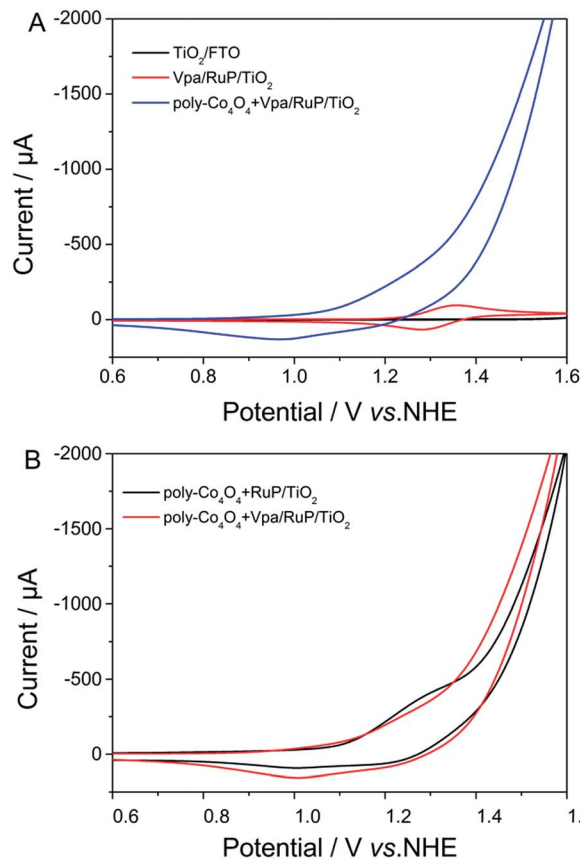 A
-2000
-1500
-1000
-500
0
TiO₂/FTO
Vpa/RuP/TiO₂
poly-Co₄O₄+Vpa/RuP/TiO₂
Current / µA
0.6 0.8 1.0 1.2 1.4 1.6
Potential / V vs.NHE
B
-2000
-1500
-1000
-500
0
poly-Co₄O₄+RuP/TiO₂
poly-Co₄O₄+Vpa/RuP/TiO₂
Current / µA
0.6 0.8 1.0 1.2 1.4 1.
Potential / V vs.NHE